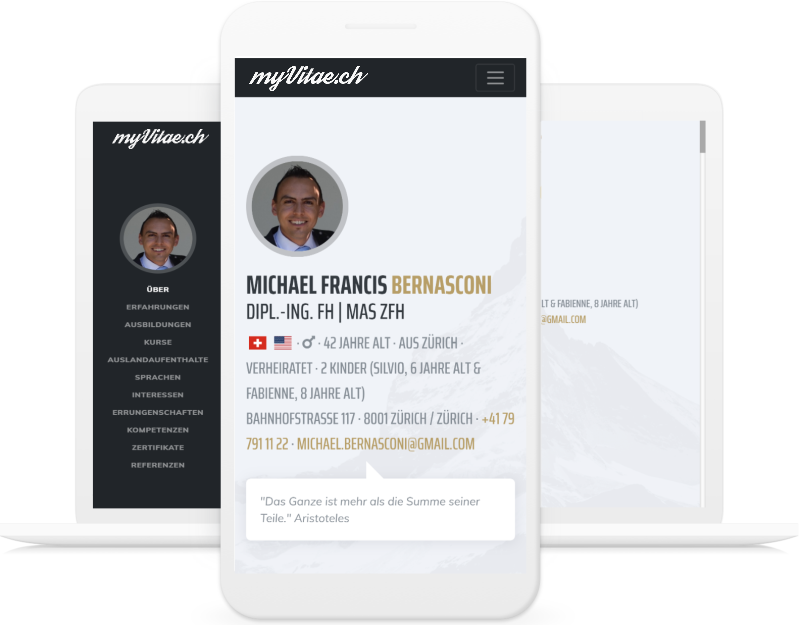 myVitae.ch
ÜBER
ERFAHRUNGEN
AUSBILDUNGEN
KURSE
AUSLANDAUFENTHALTE
SPRACHEN
INTERESSEN
ERRUNGENSCHAFTEN
KOMPETENZEN
ZERTIFIKATE
REFERENZEN
myVitae.ch
MICHAEL FRANCIS BERNASCONI
DIPL.-ING. FH | MAS ZFH
· ⚦ · 42 JAHRE ALT · AUS ZÜRICH ·
VERHEIRATET · 2 KINDER (SILVIO, 6 JAHRE ALT &
FABIENNE, 8 JAHRE ALT)
BAHNHOFSTRASSE 117 · 8001 ZÜRICH / ZÜRICH · +41 79
791 11 22 · MICHAEL.BERNASCONI@GMAIL.COM
"Das Ganze ist mehr als die Summe seiner
Teile." Aristoteles
LT & FABIENNE, 8 JAHRE ALT)
@GMAIL.COM